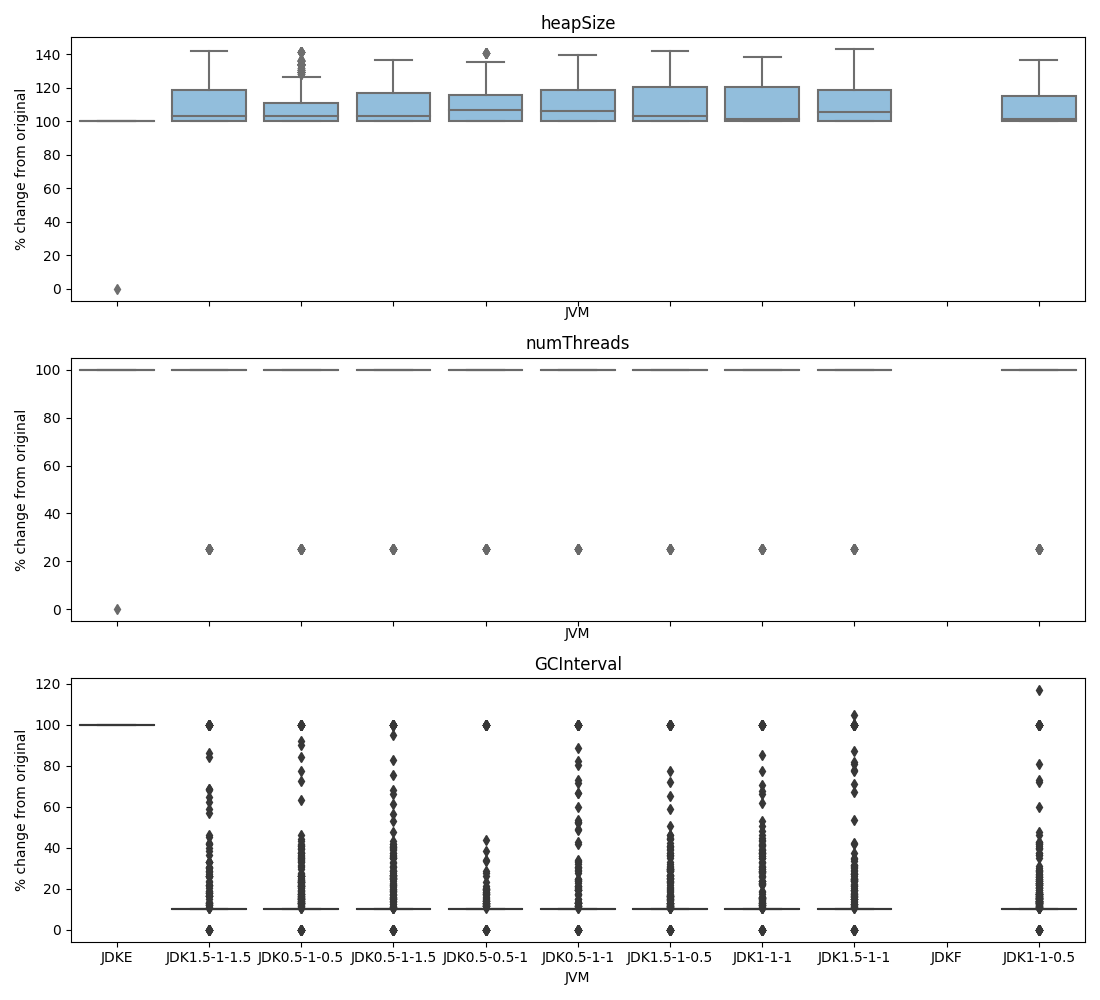 heapSize
% change from original
140
120
100
80
60
40
20
0
JVM
numThreads
% change from original
100
80
60
40
20
0
JVM
GCInterval
% change from original
120
100
80
60
40
20
0
JDKE JDK1.5-1-1.5 JDK0.5-1-0.5 JDK0.5-1-1.5 JDK0.5-0.5-1 JDK0.5-1-1 JDK1.5-1-0.5 JDK1-1-1 JDK1.5-1-1 JDKF JDK1-1-0.5
JVM